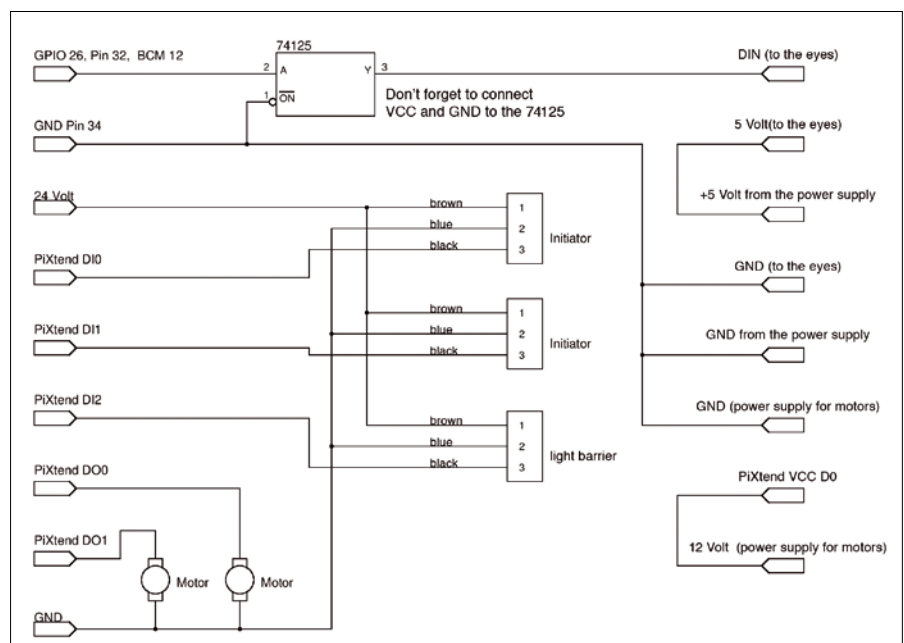 74125
GPIO 26, Pin 32, BCM 12
2 A Y 3
DIN (to the eyes)
1 ON
Don't forget to connect
VCC and GND to the 74125
GND Pin 34
5 Volt(to the eyes)
24 Volt
brown 1
blue 2
black 3
Initiator
+5 Volt from the power supply
PiXtend DI0
GND (to the eyes)
brown 1
blue 2
black 3
Initiator
PiXtend DI1
GND from the power supply
PiXtend DI2
GND (power supply for motors)
brown 1
blue 2
black 3
light barrier
PiXtend DO0
PiXtend VCC D0
PiXtend DO1
12 Volt (power supply for motors)
Motor
Motor
GND